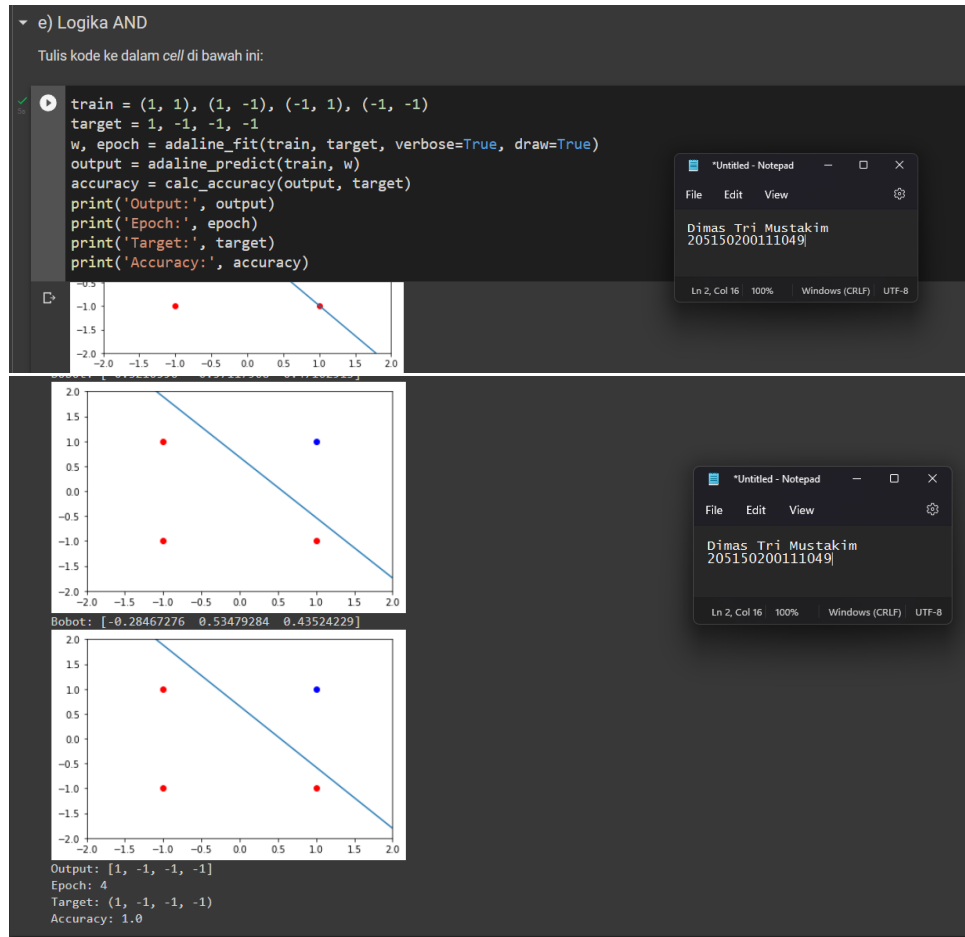 e) Logika AND
Tulis kode ke dalam cell di bawah ini:
train = (1, 1), (1, -1), (-1, 1), (-1, -1)
target = 1, -1, -1, -1
w, epoch = adaline_fit(train, target, verbose=True, draw=True)
output = adaline_predict(train, w)
accuracy = calc_accuracy(output, target)
print('Output:', output)
print('Epoch:', epoch)
print('Target:', target)
print('Accuracy:', accuracy)
*Untitled - Notepad
File Edit View
Dimas Tri Mustakim
205150200111049
Ln 2, Col 16 100% Windows (CRLF) UTF-8
−0.5
−1.0
−1.5
−2.0
−2.0 −1.5 −1.0 −0.5 0.0 0.5 1.0 1.5 2.0
2.0
1.5
1.0
0.5
0.0
−0.5
−1.0
−1.5
−2.0
−2.0 −1.5 −1.0 −0.5 0.0 0.5 1.0 1.5 2.0
*Untitled - Notepad
File Edit View
Dimas Tri Mustakim
205150200111049
Ln 2, Col 16 100% Windows (CRLF) UTF-8
Bobot: [-0.28467276 0.53479284 0.43524229]
2.0
1.5
1.0
0.5
0.0
−0.5
−1.0
−1.5
−2.0
−2.0 −1.5 −1.0 −0.5 0.0 0.5 1.0 1.5 2.0
Output: [1, -1, -1, -1]
Epoch: 4
Target: (1, -1, -1, -1)
Accuracy: 1.0